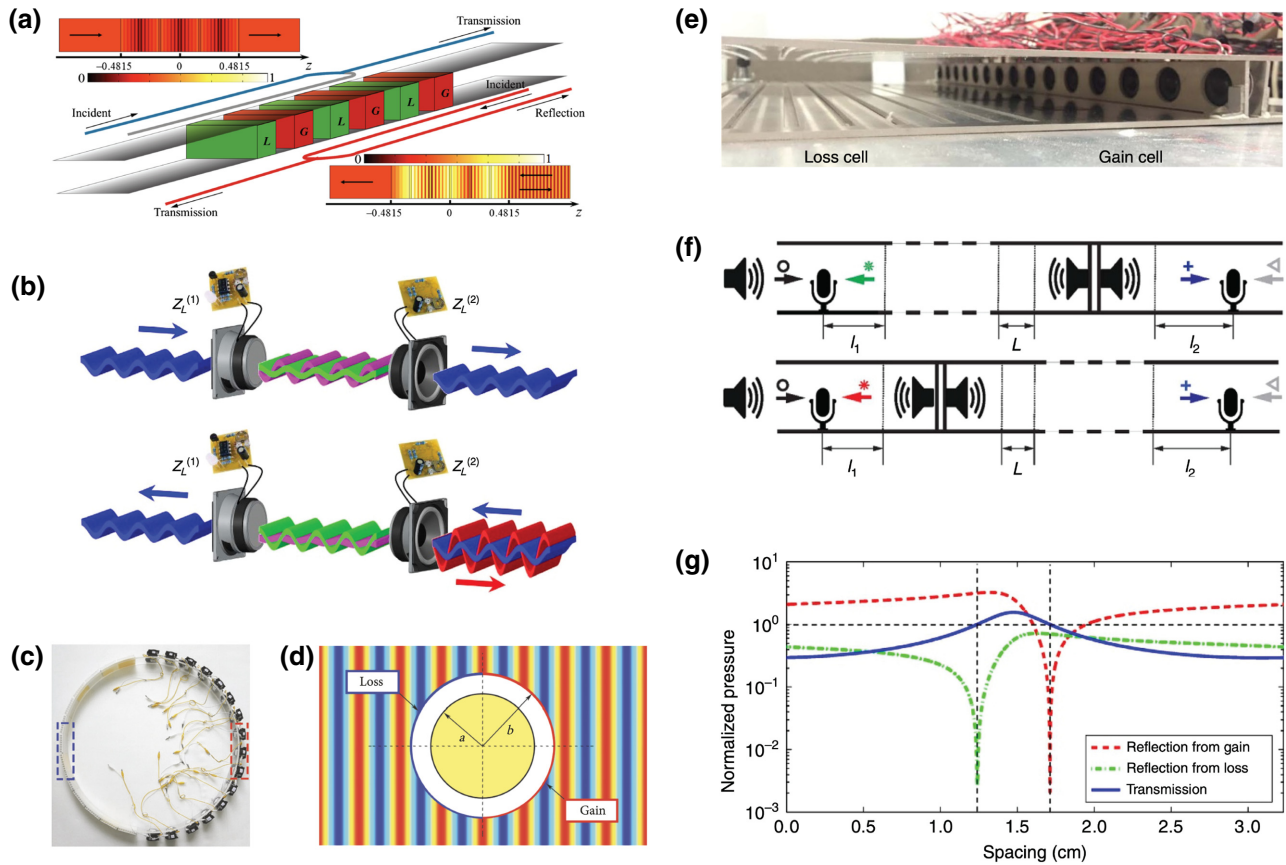 (a)
Transmission
−0.4815 0 0.4815 z
0 1
Incident
Incident
Reflection
L G L G L G
0 1
Transmission
−0.4815 0 0.4815 z
(b)
Z_L^(1) Z_L^(2)
Z_L^(1) Z_L^(2)
(c)
(d)
Loss
a b
Gain
(e)
Loss cell Gain cell
(f)
l_1 L l_2
l_1 L l_2
(g)
Normalized pressure
10^1
10^0
10^−1
10^−2
10^−3
Reflection from gain
Reflection from loss
Transmission
0.0 0.5 1.0 1.5 2.0 2.5 3.0
Spacing (cm)